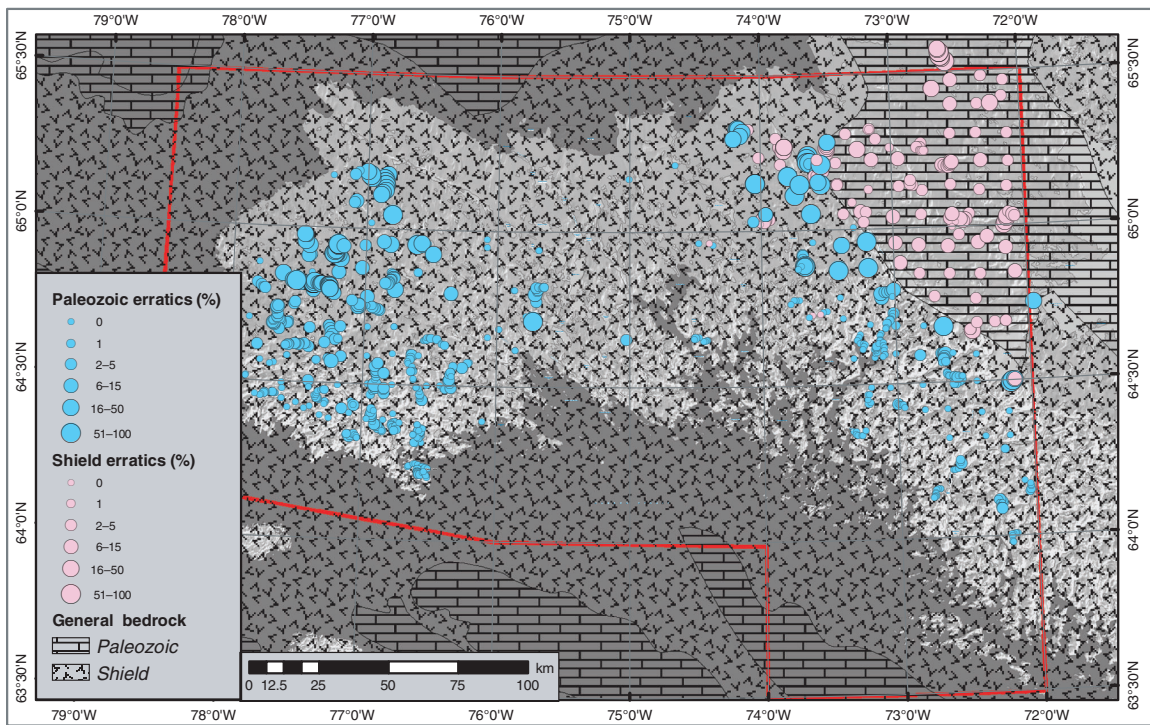 79°0'W 78°0'W 77°0'W 76°0'W 75°0'W 74°0'W 73°0'W 72°0'W
65°30'N 65°30'N
65°0'N 65°0'N
64°30'N 64°30'N
64°0'N 64°0'N
63°30'N 63°30'N
Paleozoic erratics (%)
0
1
2–5
6–15
16–50
51–100
Shield erratics (%)
0
1
2–5
6–15
16–50
51–100
General bedrock
Paleozoic
Shield
km
0 12.5 25 50 75 100
79°0'W 78°0'W 77°0'W 76°0'W 75°0'W 74°0'W 73°0'W 72°0'W